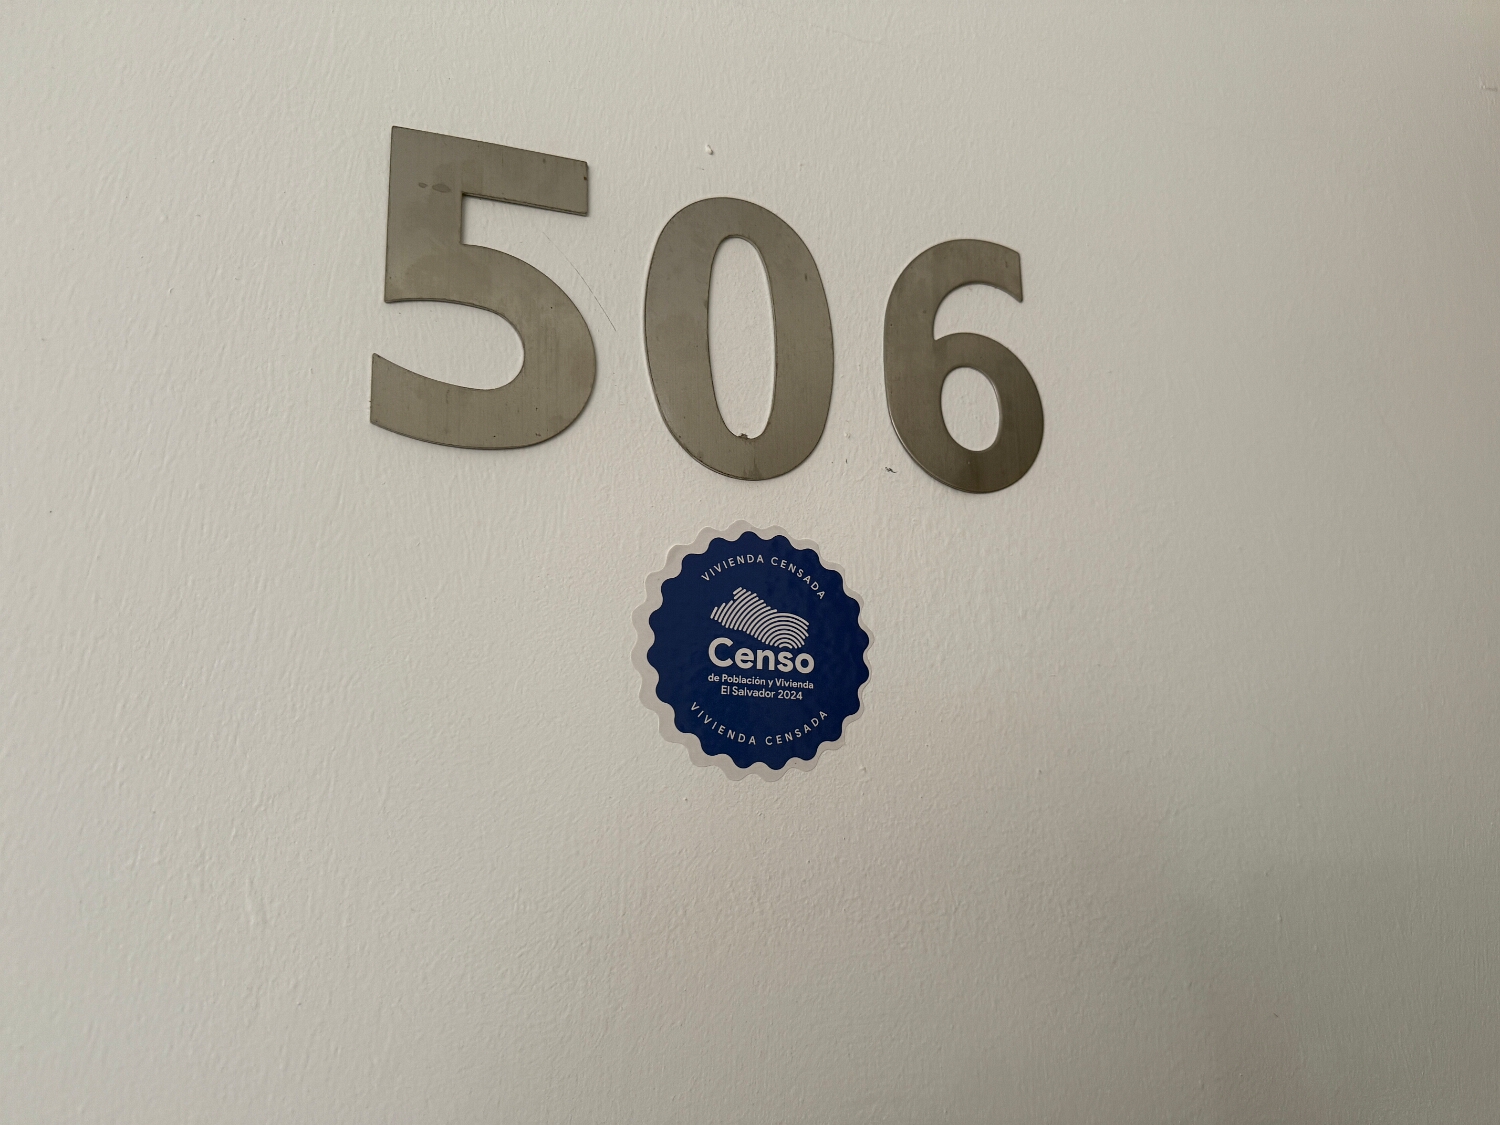 506
VIVIENDA CENSADA
Censo
de Población y Vivienda
El Salvador 2024
VIVIENDA CENSADA